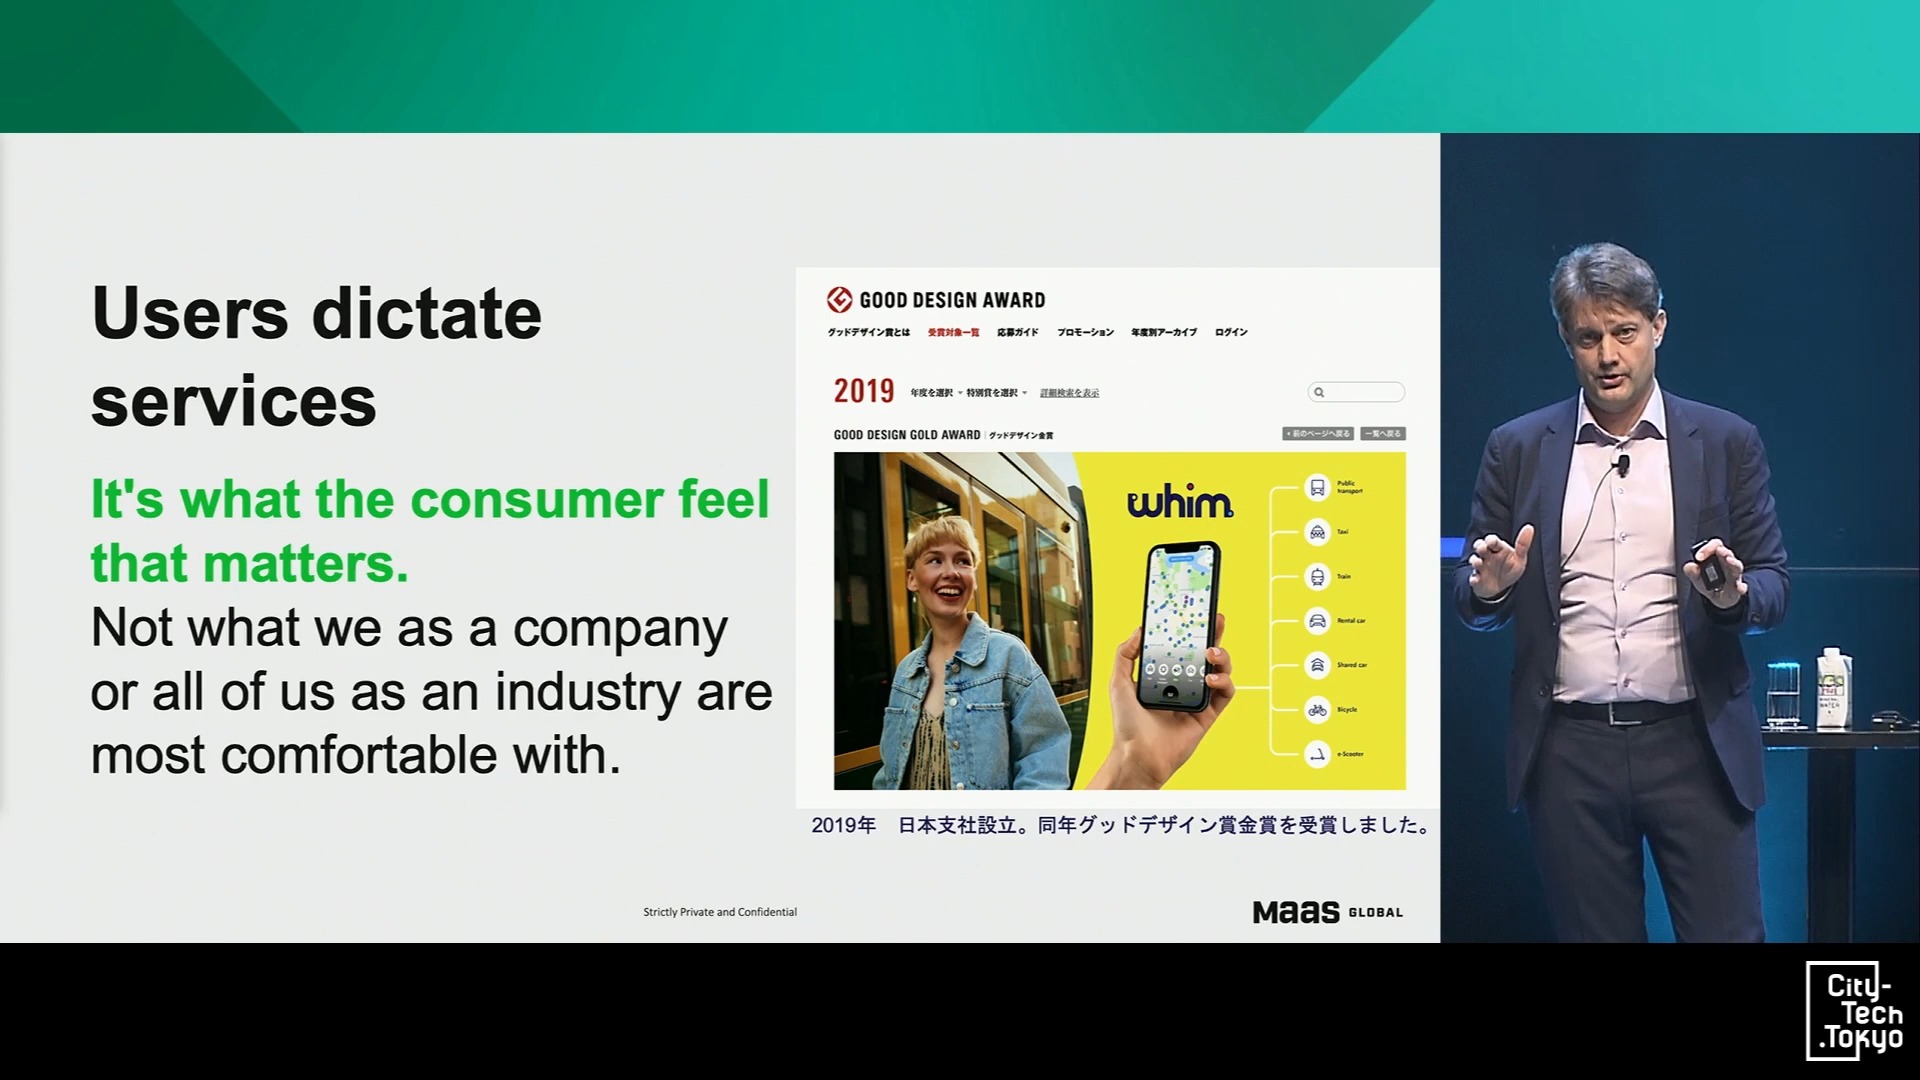 Users dictate
services
It's what the consumer feel
that matters.
Not what we as a company
or all of us as an industry are
most comfortable with.
GOOD DESIGN AWARD
グッドデザイン賞とは 受賞対象一覧 応募ガイド プロモーション 年度別アーカイブ ログイン
2019 年度を選択 特別賞を選択 詳細検索を表示
GOOD DESIGN GOLD AWARD | グッドデザイン金賞
< 前のページへ戻る 一覧へ戻る
whim
Public
transport
Taxi
Train
Rental car
Shared car
Bicycle
e-Scooter
2019年 日本支社設立。同年グッドデザイン賞金賞を受賞しました。
Strictly Private and Confidential
MaaS GLOBAL
WATER
City-
Tech
.Tokyo